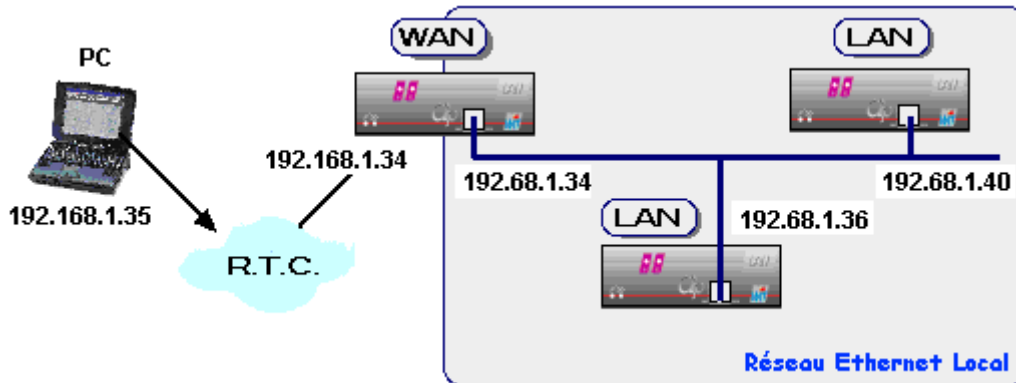 WAN
LAN
PC
192.168.1.34
192.168.1.35
192.68.1.34
192.68.1.40
LAN
192.68.1.36
R.T.C.
Réseau Ethernet Local